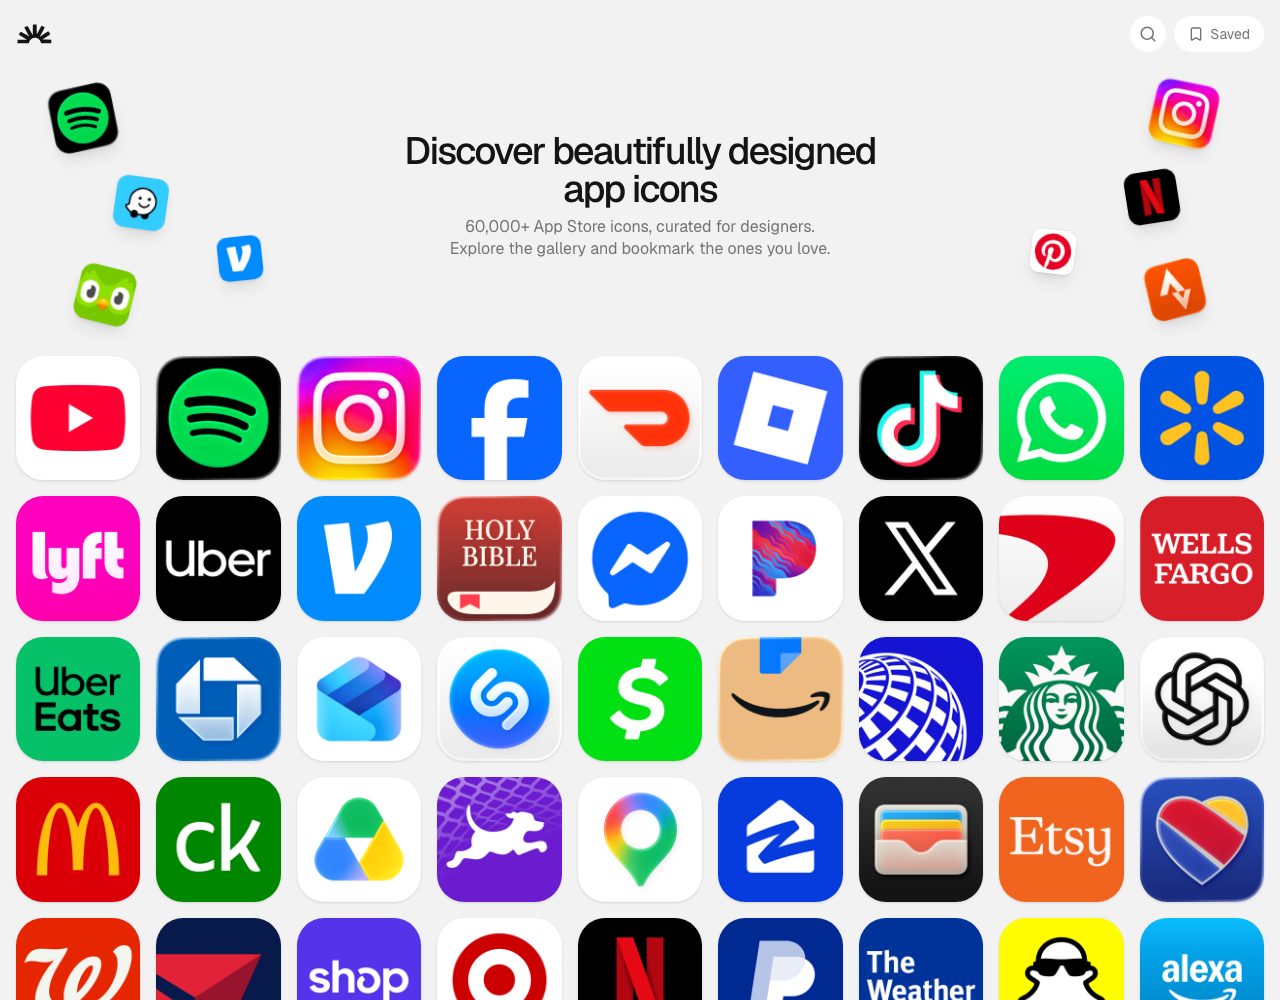 Saved
Discover beautifully designed
app icons
60,000+ App Store icons, curated for designers.
Explore the gallery and bookmark the ones you love.
lyft
Uber
HOLY
BIBLE
WELLS
FARGO
Uber
Eats
ck
Etsy
shop
The
Weather
alexa